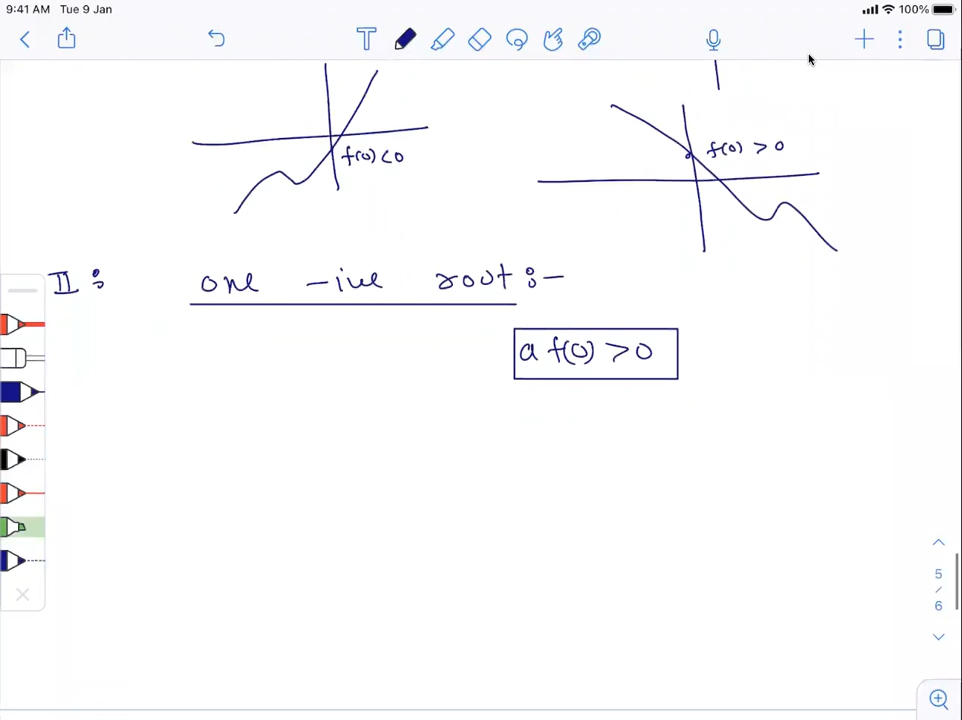 9:41 AM Tue 9 Jan
100%
T
f(0) < 0
f(0) > 0
II :
one -ive root :-
a f(0) > 0
5
/
6